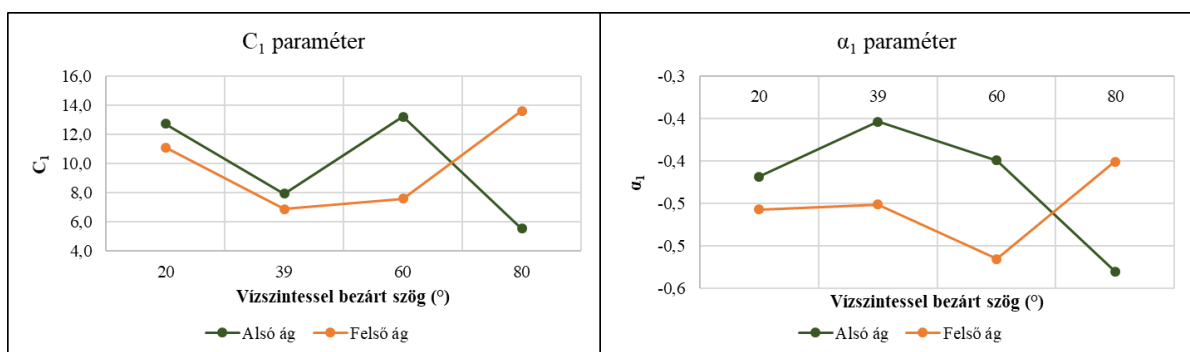 C₁ paraméter
16,0
14,0
12,0
10,0
8,0
6,0
4,0
C₁
20 39 60 80
Vízszintessel bezárt szög (°)
Alsó ág Felső ág
α₁ paraméter
-0,3
20 39 60 80
-0,4
-0,4
-0,5
-0,5
-0,6
α₁
Vízszintessel bezárt szög (°)
Alsó ág Felső ág